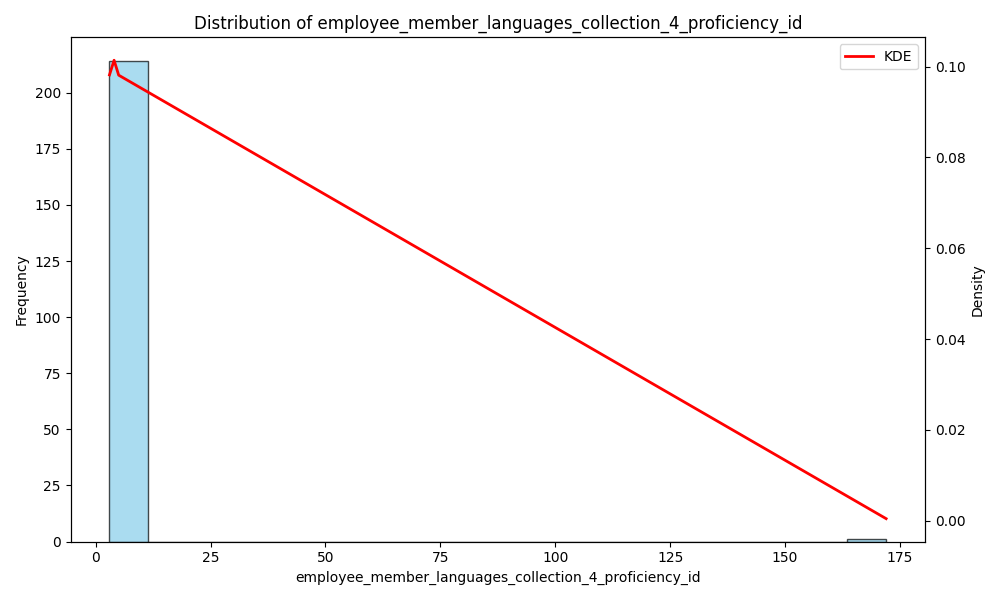 Distribution of employee_member_languages_collection_4_proficiency_id
KDE
200
175
150
125
100
75
50
25
0
Frequency
0.10
0.08
0.06
0.04
0.02
0.00
Density
0 25 50 75 100 125 150 175
employee_member_languages_collection_4_proficiency_id